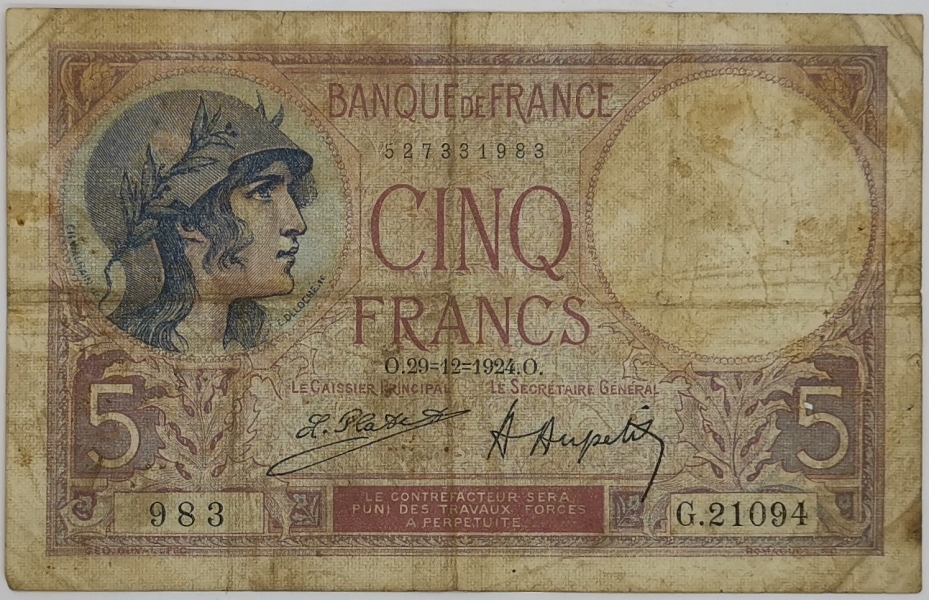 BANQUE DE FRANCE
527331983
CINQ
FRANCS
O.29=12=1924.O.
LE CAISSIER PRINCIPAL
LE SECRÉTAIRE GÉNÉRAL
5
5
LE CONTREFACTEUR SERA
PUNI DES TRAVAUX FORCÉS
A PERPÉTUITÉ
983
G.21094